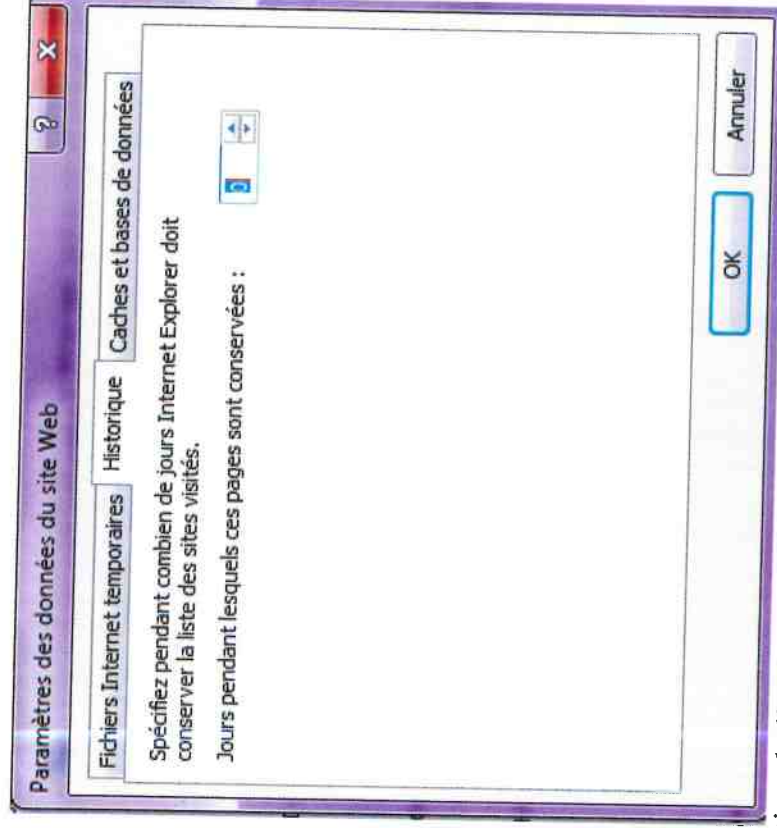 Paramètres des données du site Web
Fichiers Internet temporaires Historique Caches et bases de données
Spécifiez pendant combien de jours Internet Explorer doit
conserver la liste des sites visités.
Jours pendant lesquels ces pages sont conservées : 0
OK Annuler